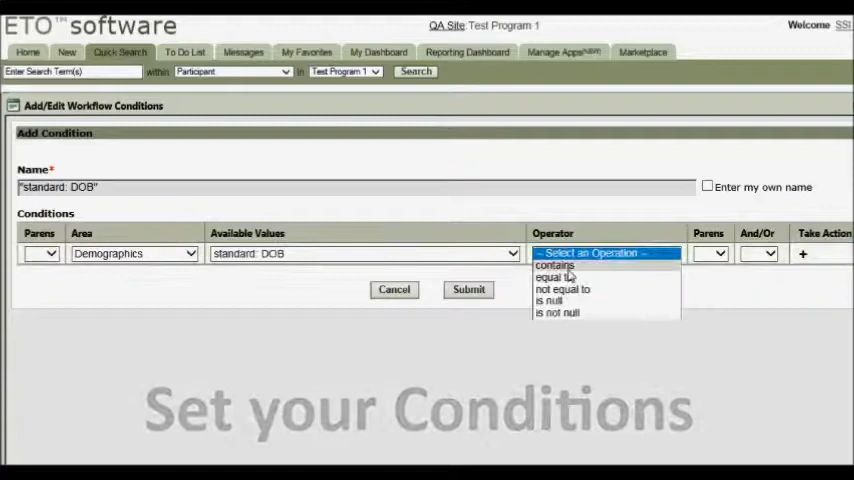 ETO™software
QA Site:Test Program 1
Welcome SSI
Home New Quick Search To Do List Messages My Favorites My Dashboard Reporting Dashboard Manage Apps(NEW) Marketplace
Enter Search Term(s) within Participant in Test Program 1 Search
Add/Edit Workflow Conditions
Add Condition
Name*
"standard: DOB" Enter my own name
Conditions
Parens Area Available Values Operator Parens And/Or Take Action
Demographics standard: DOB -- Select an Operation -- +
contains
equal to
not equal to
is null
is not null
Cancel Submit
Set your Conditions